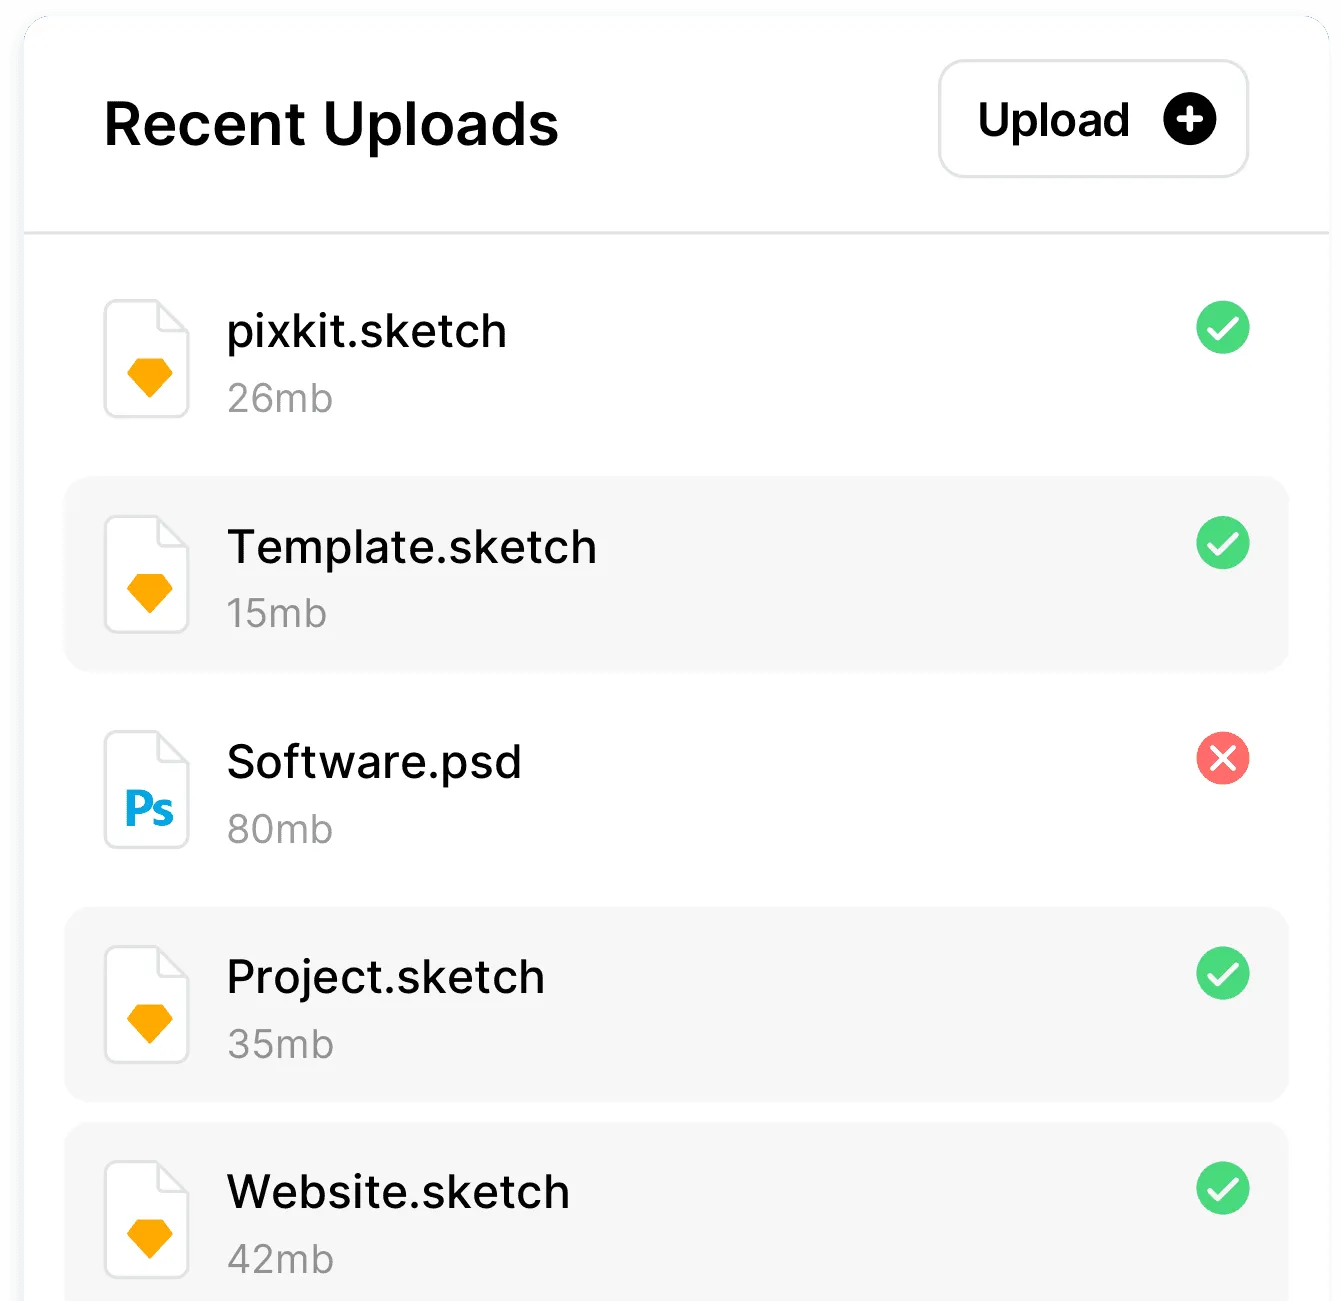 Recent Uploads
Upload
pixkit.sketch
26mb
Template.sketch
15mb
Ps
Software.psd
80mb
Project.sketch
35mb
Website.sketch
42mb